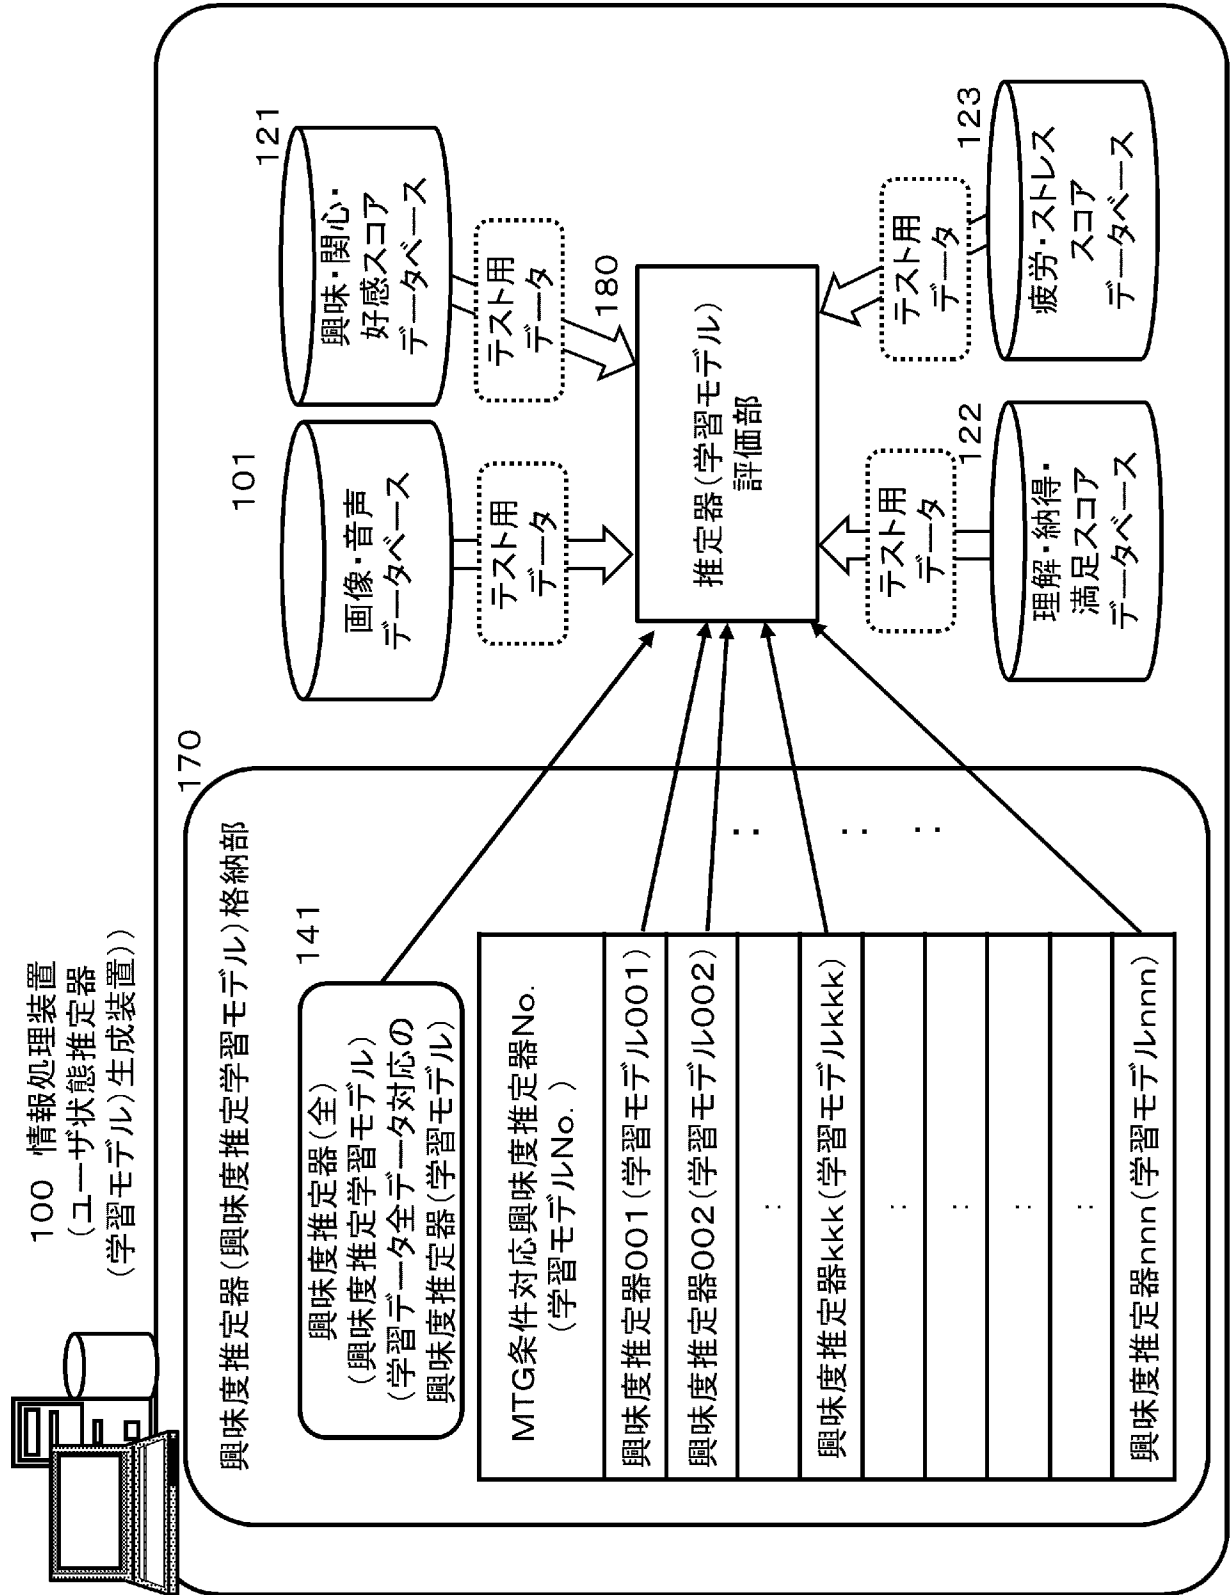 100 情報処理装置
(ユーザ状態推定器
(学習モデル)生成装置))
170
興味度推定器(興味度推定学習モデル)格納部
141
興味度推定器(全)
(興味度推定学習モデル)
(学習データ全データ対応の
興味度推定器(学習モデル)
MTG条件対応興味度推定器No.
(学習モデルNo.)
興味度推定器001(学習モデル001)
興味度推定器002(学習モデル002)
:
興味度推定器kkk(学習モデルkkk)
:
:
:
:
興味度推定器nnn(学習モデルnnn)
: : :
101
画像・音声
データベース
テスト用
データ
121
興味・関心・
好感スコア
データベース
テスト用
データ
180
推定器(学習モデル)
評価部
テスト用
データ
122
理解・納得・
満足スコア
データベース
テスト用
データ
123
疲労・ストレス
スコア
データベース